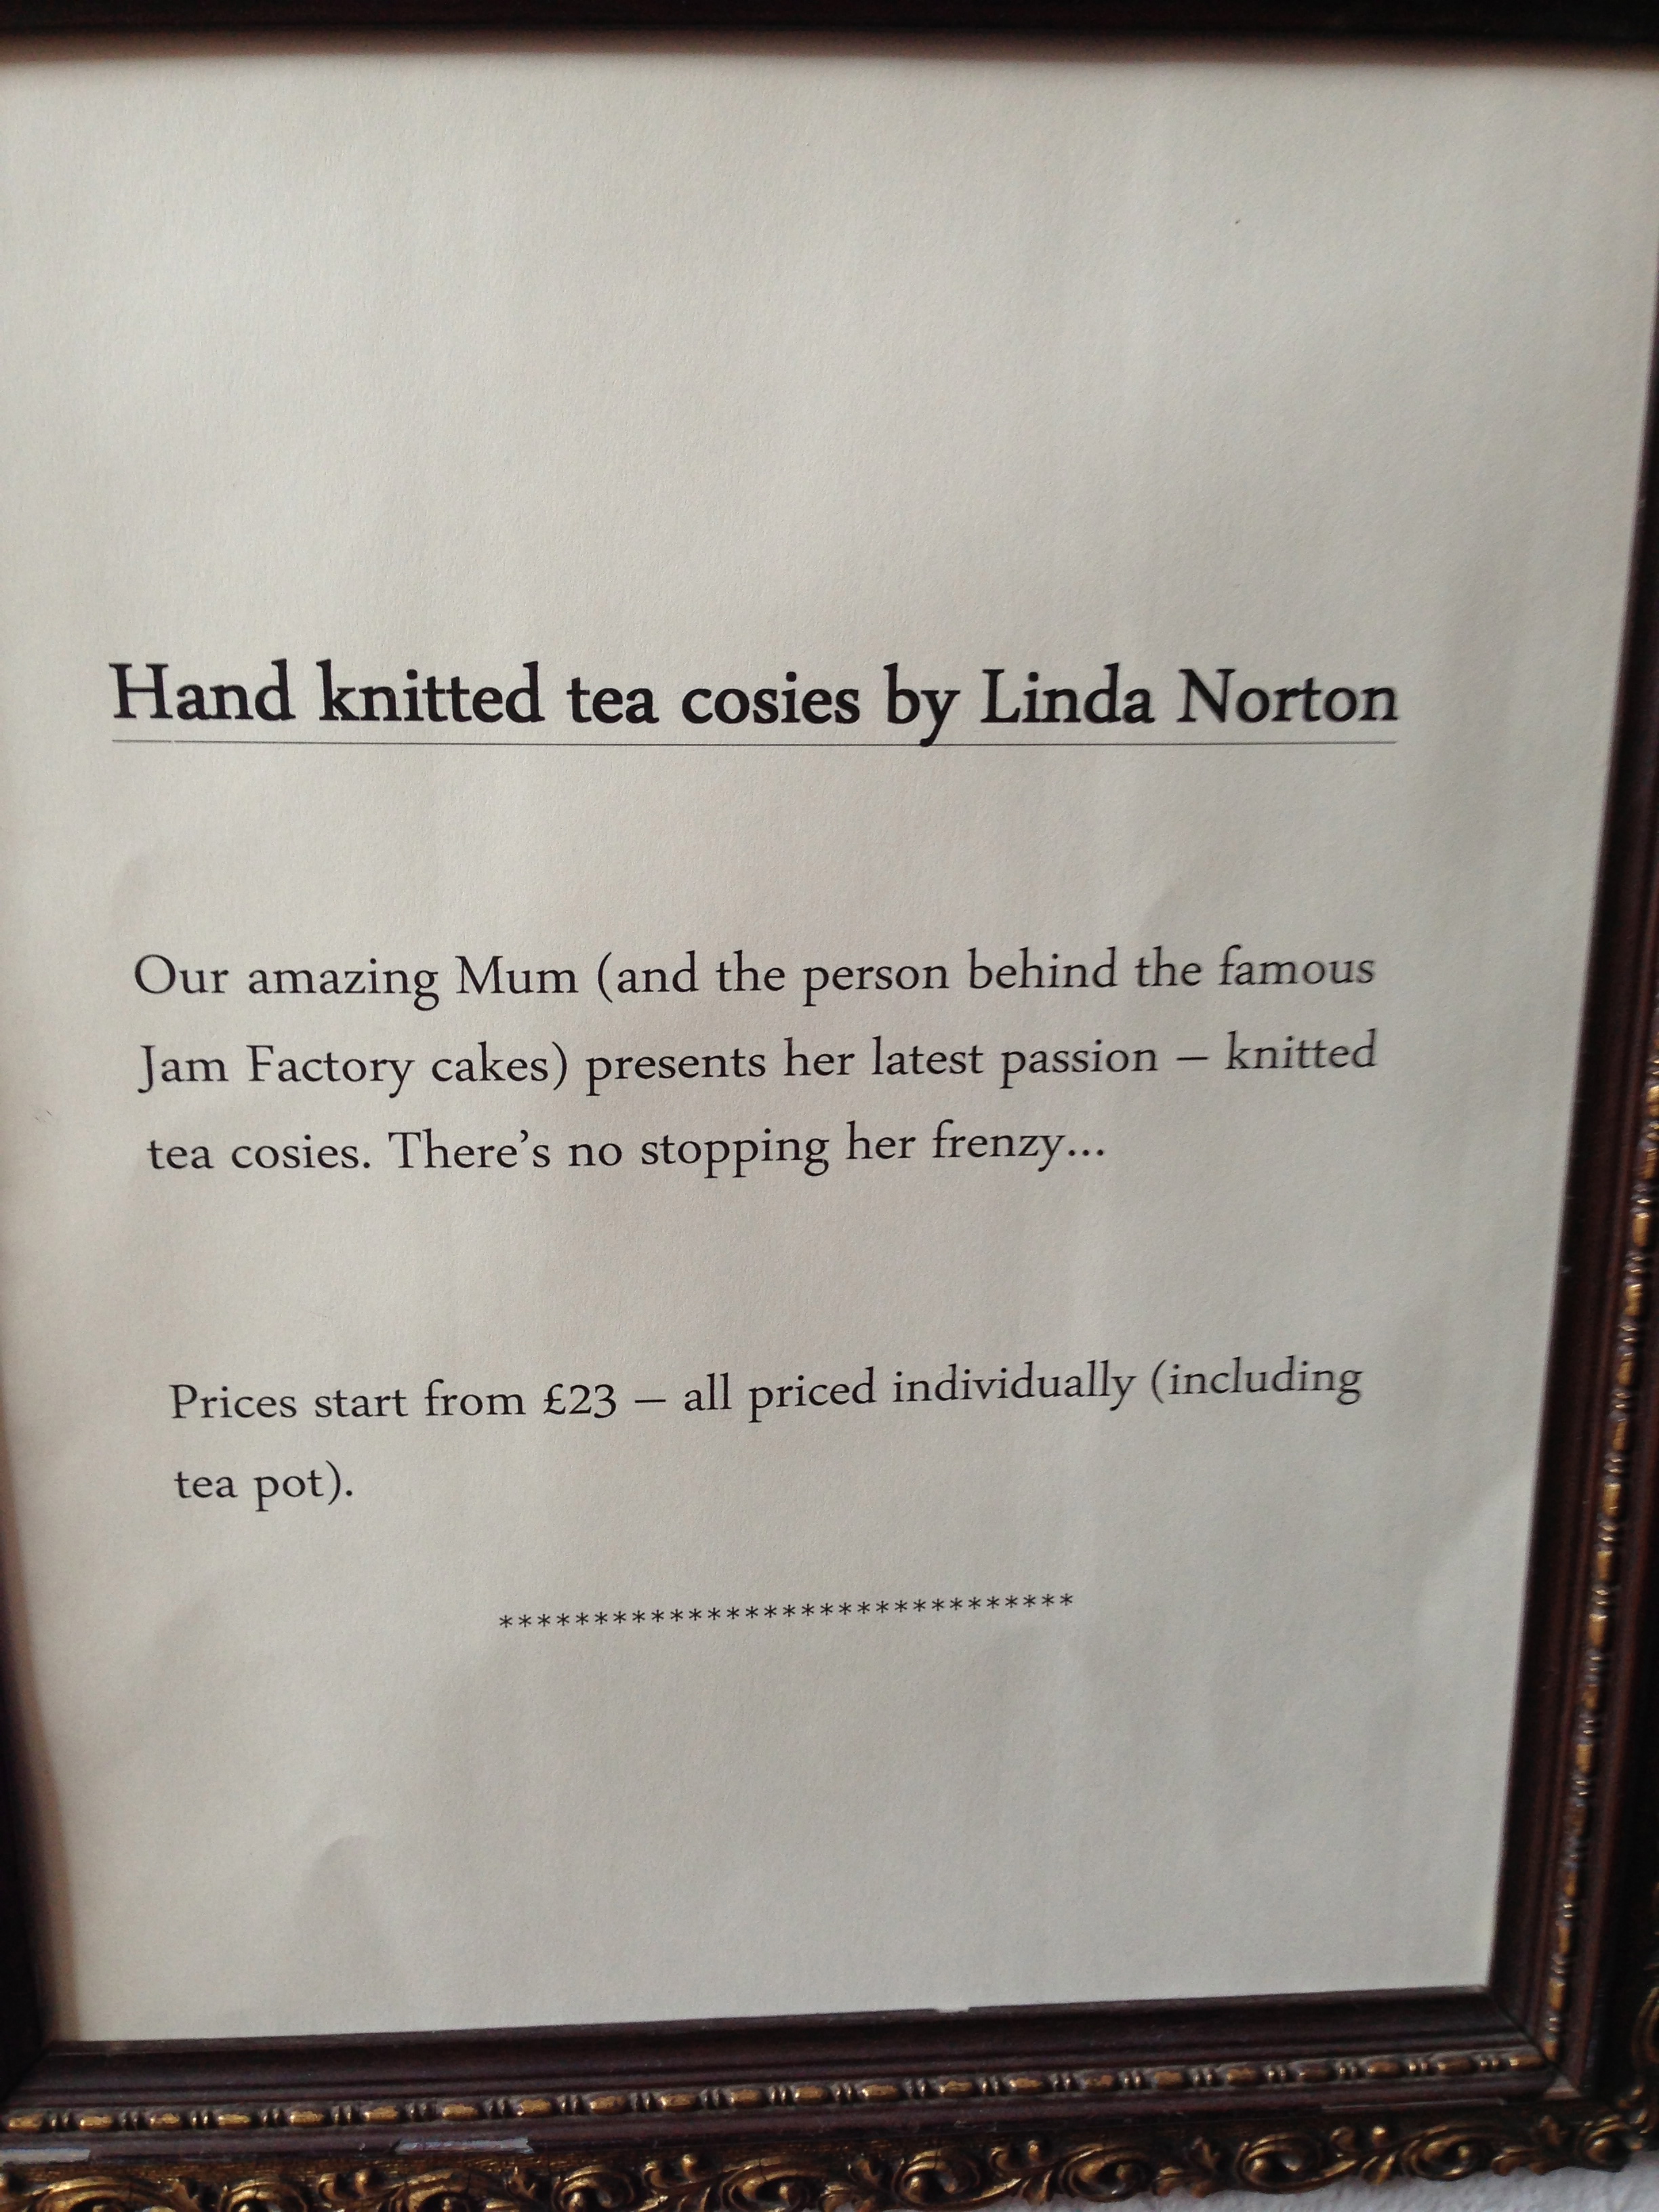 Hand knitted tea cosies by Linda Norton
Our amazing Mum (and the person behind the famous
Jam Factory cakes) presents her latest passion – knitted
tea cosies. There’s no stopping her frenzy...
Prices start from £23 – all priced individually (including
tea pot).
*******************************